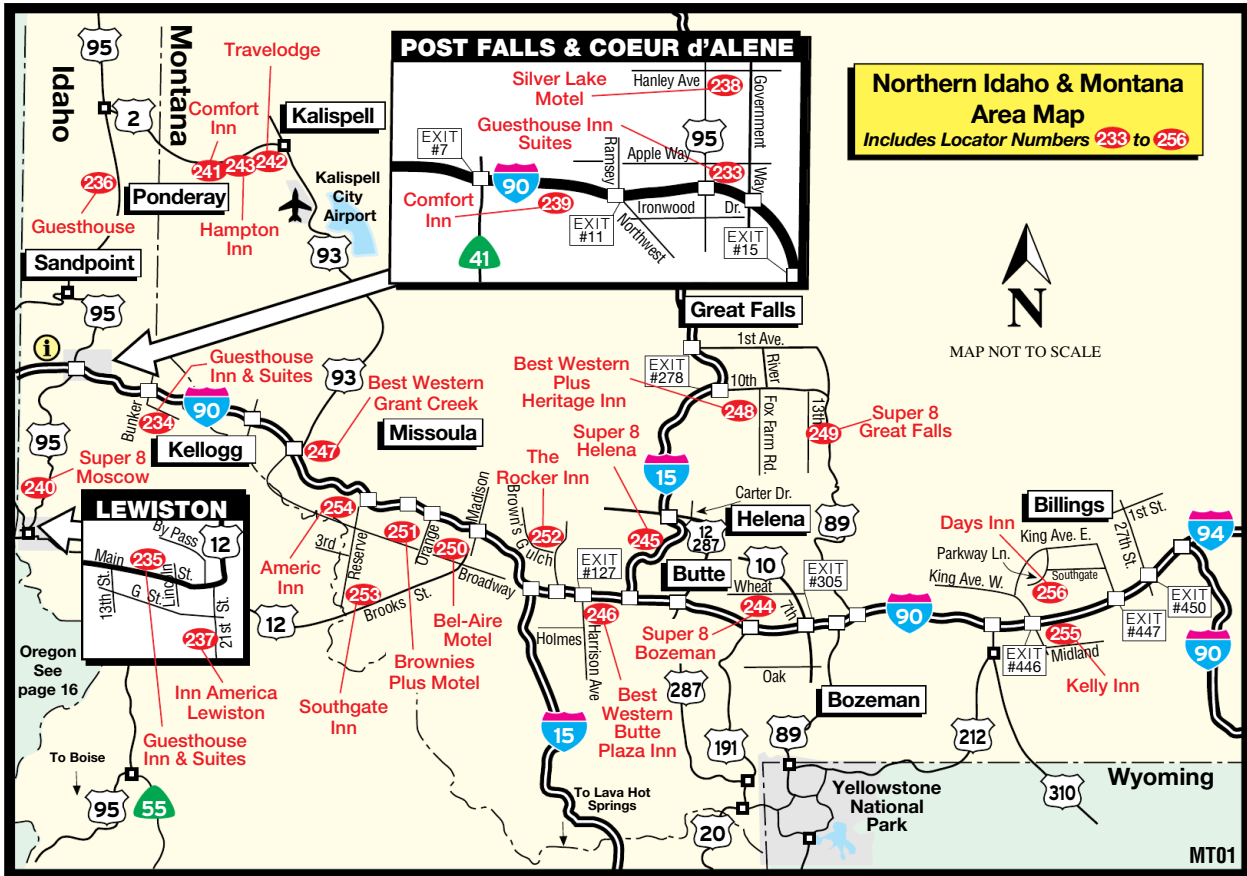 95
Idaho
Montana
2
Travelodge
Comfort
Inn
Kalispell
241
243
242
236
Guesthouse
Ponderay
Hampton
Inn
Kalispell
City
Airport
93
Sandpoint
95
POST FALLS & COEUR d'ALENE
Silver Lake
Motel
Hanley Ave
238
Government
Way
Guesthouse Inn
Suites
95
EXIT
#7
Ramsey
Apple Way
233
90
Comfort
Inn
239
Ironwood
Dr.
EXIT
#11
Northwest
EXIT
#15
41
Northern Idaho & Montana
Area Map
Includes Locator Numbers 233 to 256
N
MAP NOT TO SCALE
Great Falls
1st Ave.
River
EXIT
#278
10th
Best Western
Plus
Heritage Inn
248
Fox Farm Rd.
13th
249
Super 8
Great Falls
i
Guesthouse
Inn & Suites
93
Bunker
234
90
Kellogg
Best Western
Grant Creek
247
Missoula
95
240
Super 8
Moscow
The
Rocker Inn
Super 8
Helena
15
Carter Dr.
Helena
12
287
89
Billings
1st St.
27th St.
94
King Ave. E.
Days Inn
Parkway Ln.
Southgate
King Ave. W.
256
EXIT
#450
EXIT
#447
90
LEWISTON
By Pass
12
Main
235
St.
Lincoln
13th St.
G St.
21st St.
237
254
Americ
Inn
3rd
Reserve
251
Orange
250
Madison
Broadway
Brown's Gulch
252
245
EXIT
#127
Butte
10
Wheat
EXIT
#305
7th
244
90
253
Brooks St.
12
Bel-Aire
Motel
Holmes
Harrison Ave
246
Super 8
Bozeman
Oak
EXIT
#446
255
Midland
Kelly Inn
Oregon
See
page 16
Inn America
Lewiston
Southgate
Inn
Brownies
Plus Motel
Best
Western
Butte
Plaza Inn
287
Bozeman
Guesthouse
Inn & Suites
15
191
89
212
To Boise
95
55
To Lava Hot
Springs
20
Yellowstone
National
Park
310
Wyoming
MT01